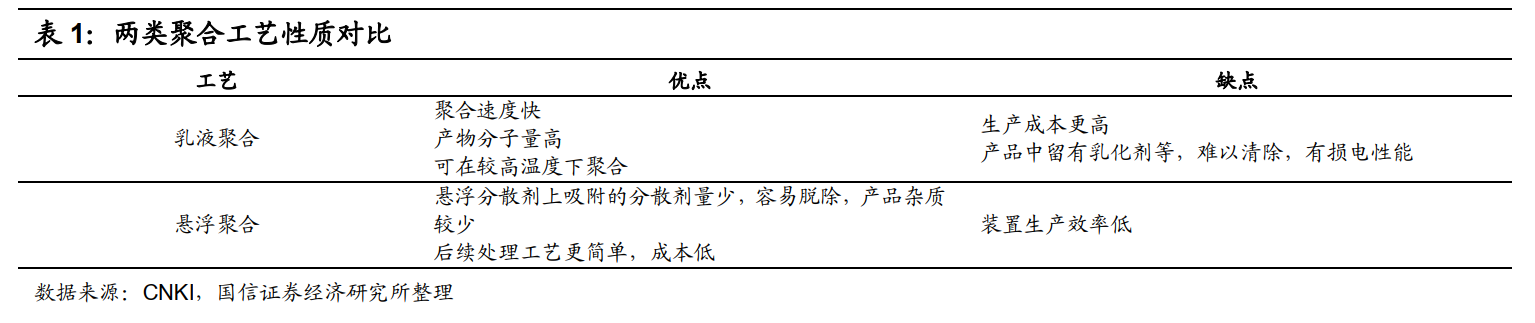 表 1：两类聚合工艺性质对比
工艺 优点 缺点
乳液聚合
聚合速度快
产物分子量高
可在较高温度下聚合
生产成本更高
产品中留有乳化剂等，难以清除，有损电性能
悬浮聚合
悬浮分散剂上吸附的分散剂量少，容易脱除，产品杂质
较少
后续处理工艺更简单，成本低
装置生产效率低
数据来源：CNKI，国信证券经济研究所整理